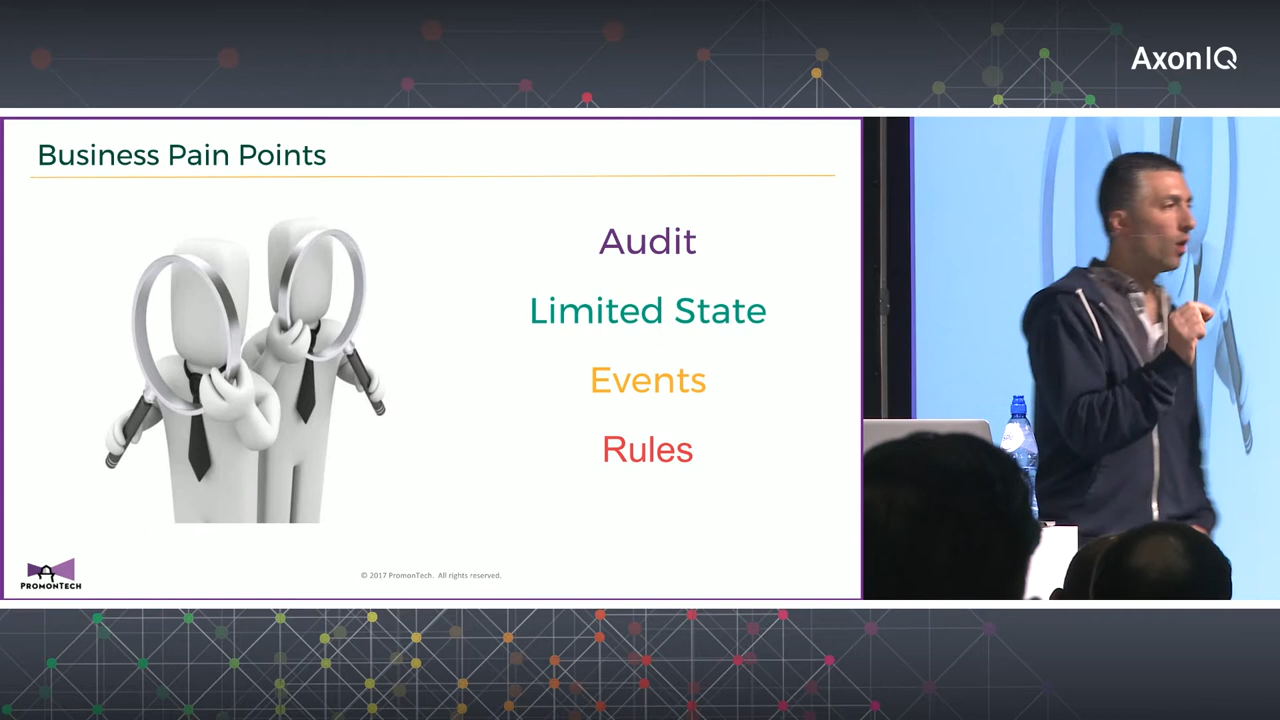 AxonIQ
Business Pain Points
Audit
Limited State
Events
Rules
PROMONTECH
© 2017 PromonTech. All rights reserved.